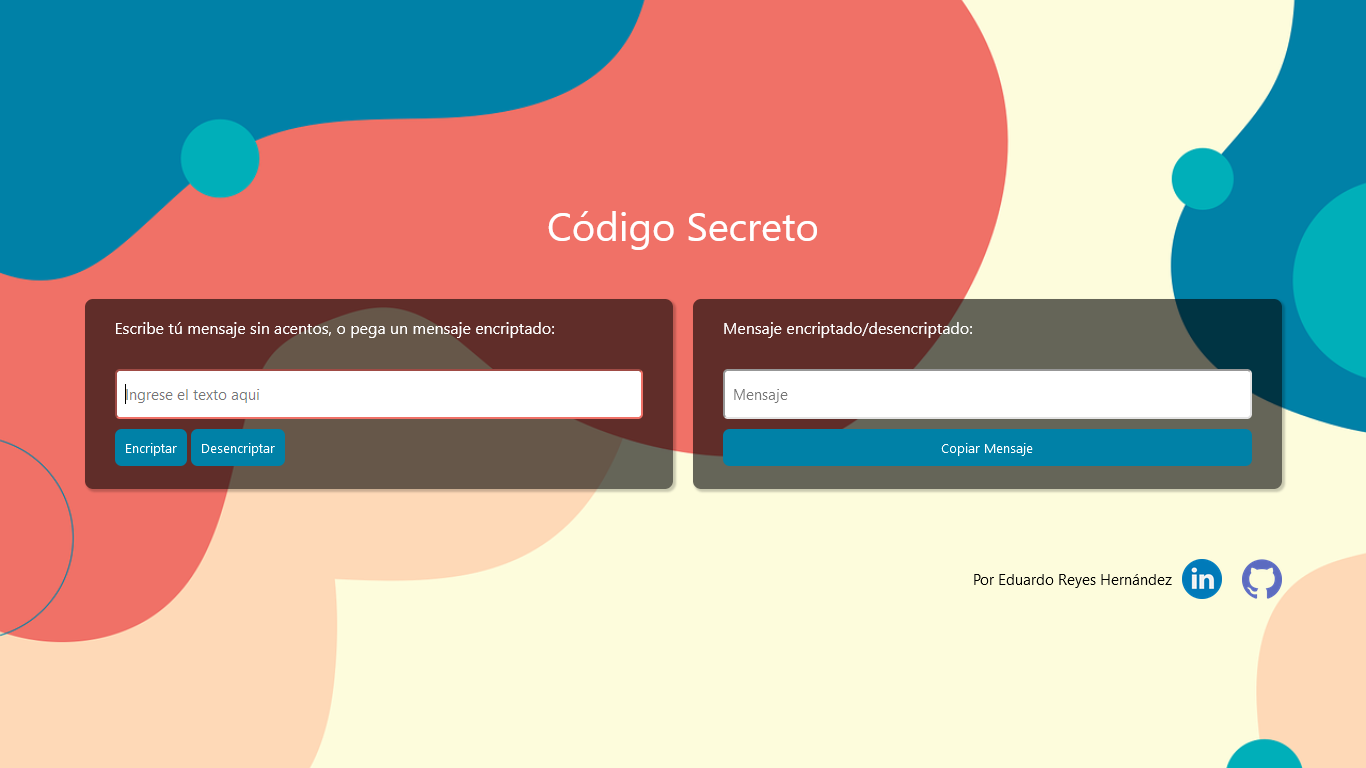 Código Secreto
Escribe tú mensaje sin acentos, o pega un mensaje encriptado:
Ingrese el texto aqui
Encriptar
Desencriptar
Mensaje encriptado/desencriptado:
Mensaje
Copiar Mensaje
Por Eduardo Reyes Hernández
in